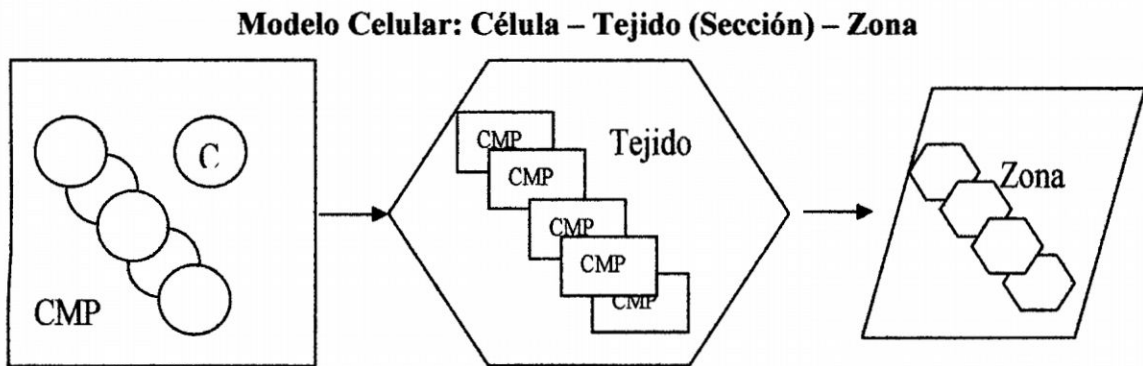 Modelo Celular: Célula – Tejido (Sección) – Zona
C
CMP
CMP
CMP
CMP
CMP
CMP
Tejido
Zona